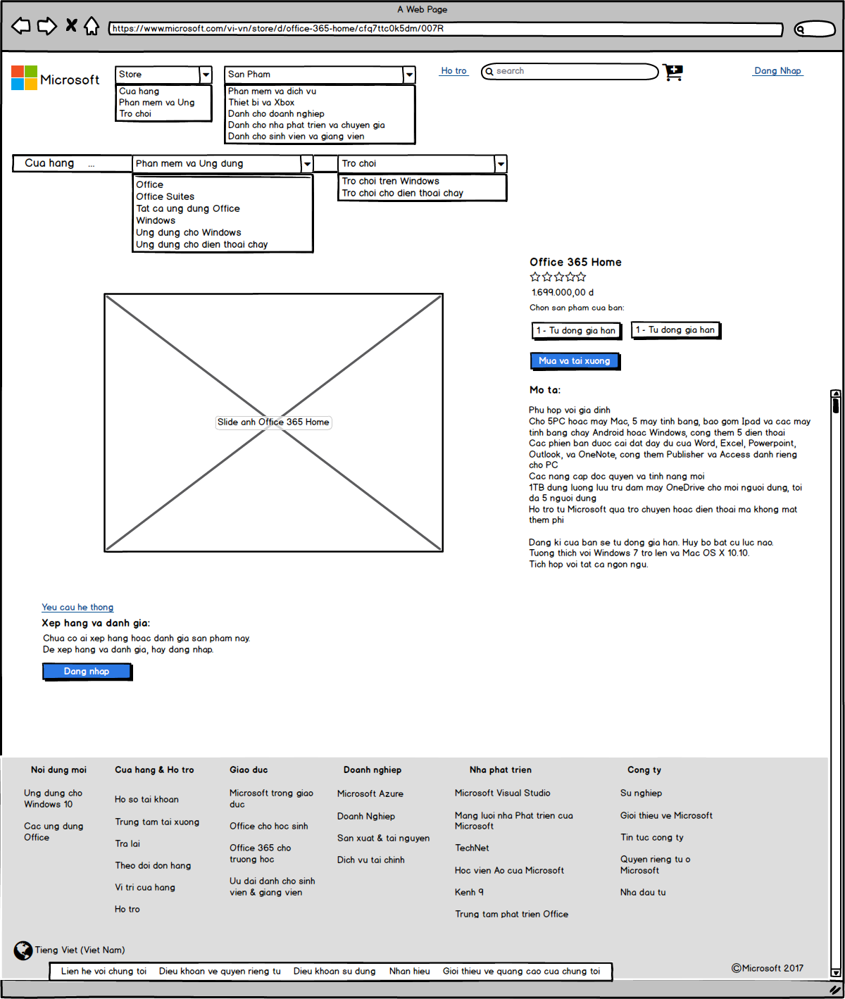 A Web Page
https://www.microsoft.com/vi-vn/store/d/office-365-home/cfq7ttc0k5dm/007R
Microsoft
Store
San Pham
Ho tro
search
Dang Nhap
Cua hang
Phan mem va Ung
Tro choi
Phan mem va dich vu
Thiet bi va Xbox
Danh cho doanh nghiep
Danh cho nha phat trien va chuyen gia
Danh cho sinh vien va giang vien
Cua hang ...
Phan mem va Ung dung
Tro choi
Office
Office Suites
Tat ca ung dung Office
Windows
Ung dung cho Windows
Ung dung cho dien thoai chay
Tro choi tren Windows
Tro choi cho dien thoai chay
Office 365 Home
1.699.000,00 d
Chon san pham cua ban:
1 - Tu dong gia han
1 - Tu dong gia han
Mua va tai xuong
Slide anh Office 365 Home
Mo ta:
Phu hop voi gia dinh
Cho 5PC hoac may Mac, 5 may tinh bang, bao gom Ipad va cac may
tinh bang chay Android hoac Windows, cong them 5 dien thoai
Cac phien ban duoc cai dat day du cua Word, Excel, Powerpoint,
Outlook, va OneNote, cong them Publisher va Access danh rieng
cho PC
Cac nang cap doc quyen va tinh nang moi
1TB dung luong luu tru dam may OneDrive cho moi nguoi dung, toi
da 5 nguoi dung
Ho tro tu Microsoft qua tro chuyen hoac dien thoai ma khong mat
them phi
Dang ki cua ban se tu dong gia han. Huy bo bat cu luc nao.
Tuong thich voi Windows 7 tro len va Mac OS X 10.10.
Tich hop voi tat ca ngon ngu.
Yeu cau he thong
Xep hang va danh gia:
Chua co ai xep hang hoac danh gia san pham nay.
De xep hang va danh gia, hay dang nhap.
Dang nhap
Noi dung moi
Ung dung cho
Windows 10
Cac ung dung
Office
Cua hang & Ho tro
Ho so tai khoan
Trung tam tai xuong
Tra lai
Theo doi don hang
Vi tri cua hang
Ho tro
Giao duc
Microsoft trong giao
duc
Office cho hoc sinh
Office 365 cho
truong hoc
Uu dai danh cho sinh
vien & giang vien
Doanh nghiep
Microsoft Azure
Doanh Nghiep
San xuat & tai nguyen
Dich vu tai chinh
Nha phat trien
Microsoft Visual Studio
Mang luoi nha Phat trien cua
Microsoft
TechNet
Hoc vien Ao cua Microsoft
Kenh 9
Trung tam phat trien Office
Cong ty
Su nghiep
Gioi thieu ve Microsoft
Tin tuc cong ty
Quyen rieng tu o
Microsoft
Nha dau tu
Tieng Viet (Viet Nam)
Lien he voi chung toi Dieu khoan ve quyen rieng tu Dieu khoan su dung Nhan hieu Gioi thieu ve quang cao cua chung toi
©Microsoft 2017